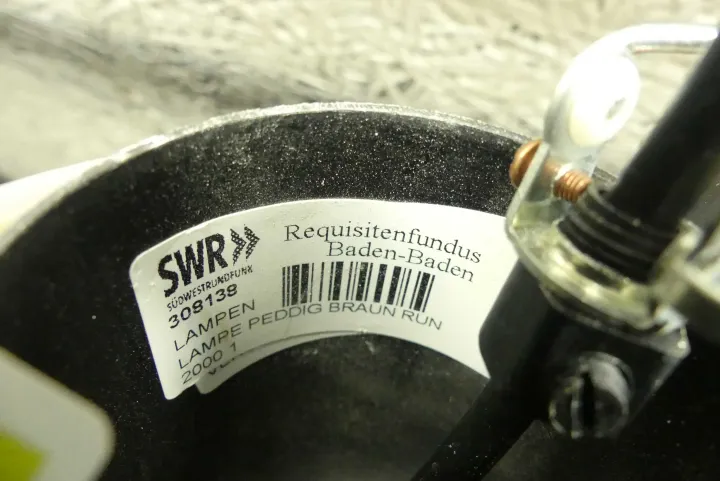 SWR
SÜDWESTRUNDFUNK
Requisitenfundus
Baden-Baden
308138
LAMPEN
LAMPE PEDDIG BRAUN RUN
2000 1